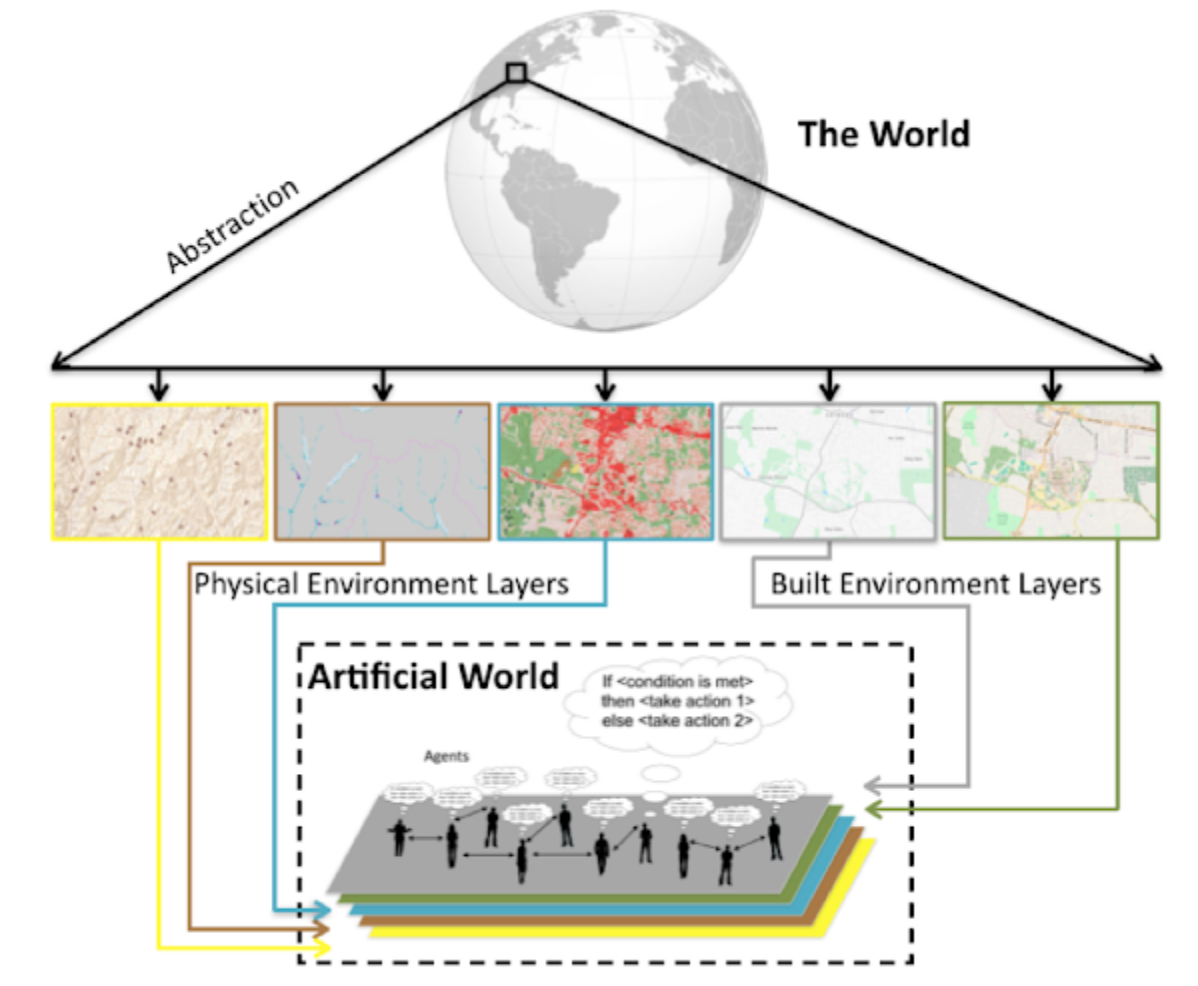 The World
Abstraction
Physical Environment Layers
Built Environment Layers
Artificial World
If <condition is met>
then <take action 1>
else <take action 2>
Agents